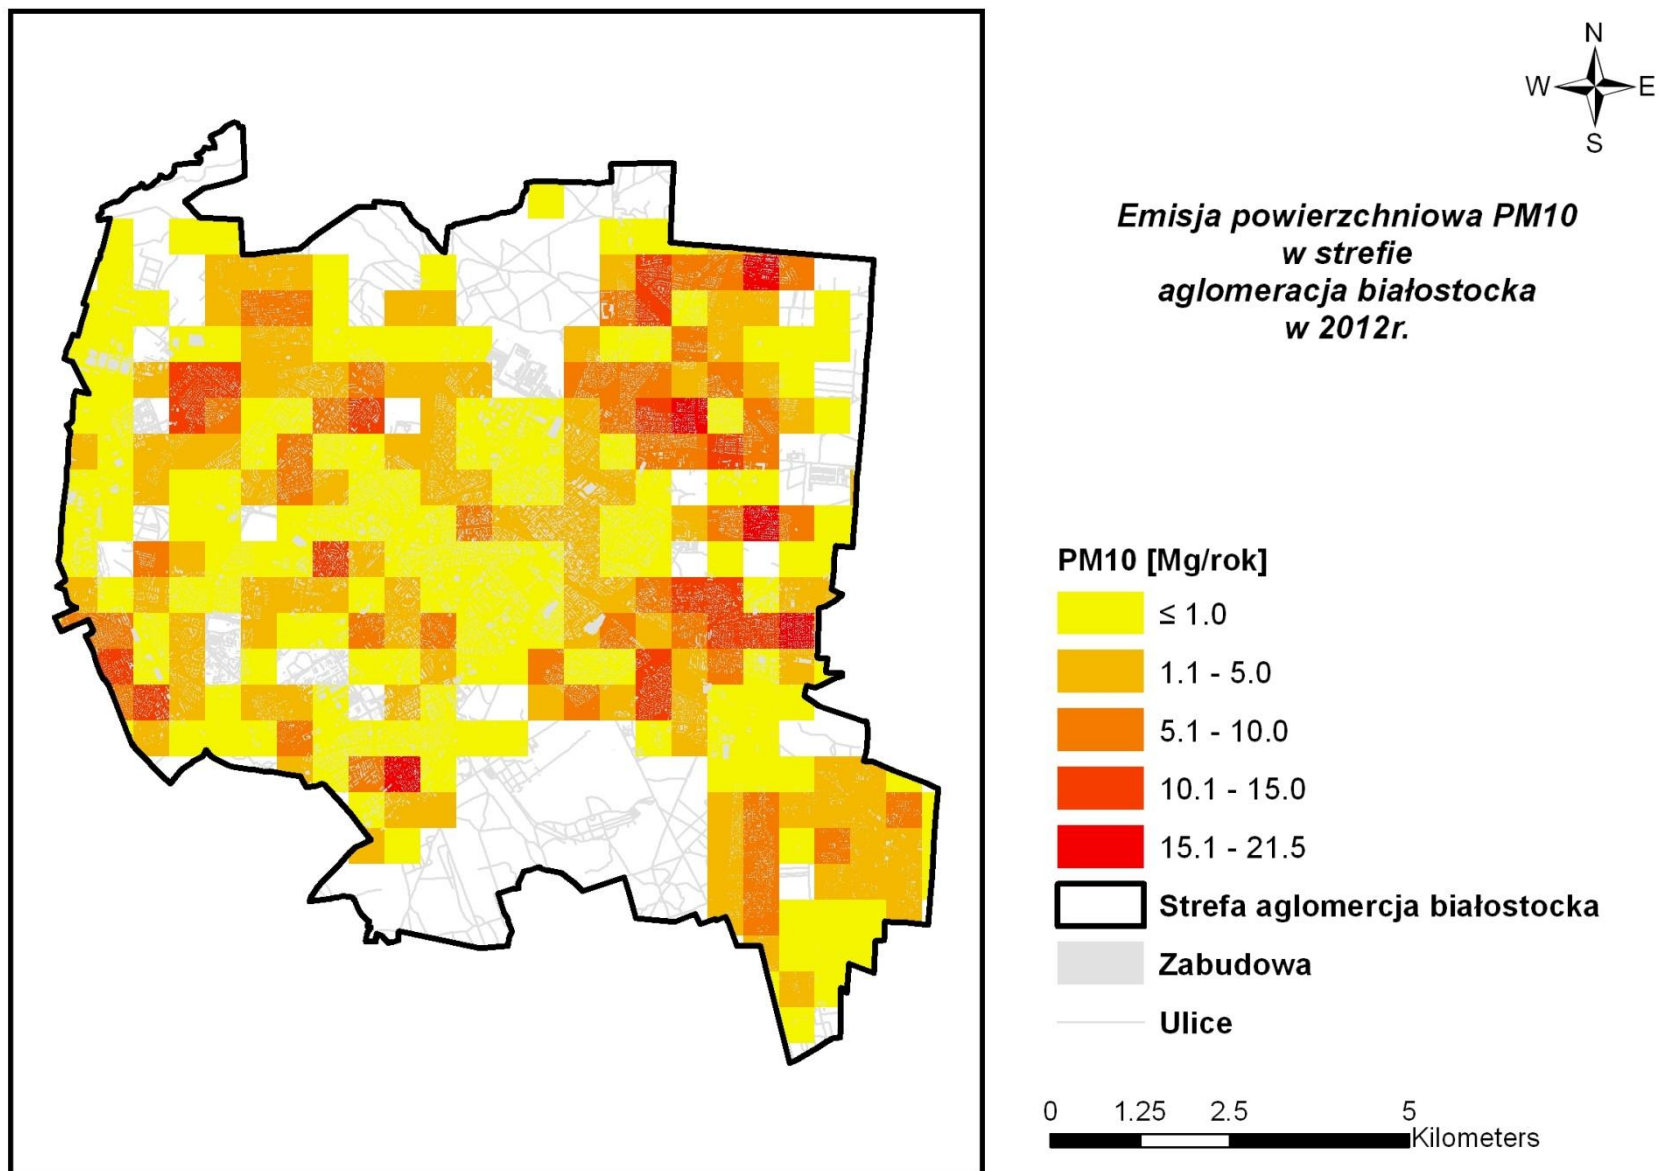 N
W E
S
Emisja powierzchniowa PM10
w strefie
aglomeracja białostocka
w 2012r.
PM10 [Mg/rok]
≤ 1.0
1.1 - 5.0
5.1 - 10.0
10.1 - 15.0
15.1 - 21.5
Strefa aglomercja białostocka
Zabudowa
Ulice
0 1.25 2.5 5
Kilometers